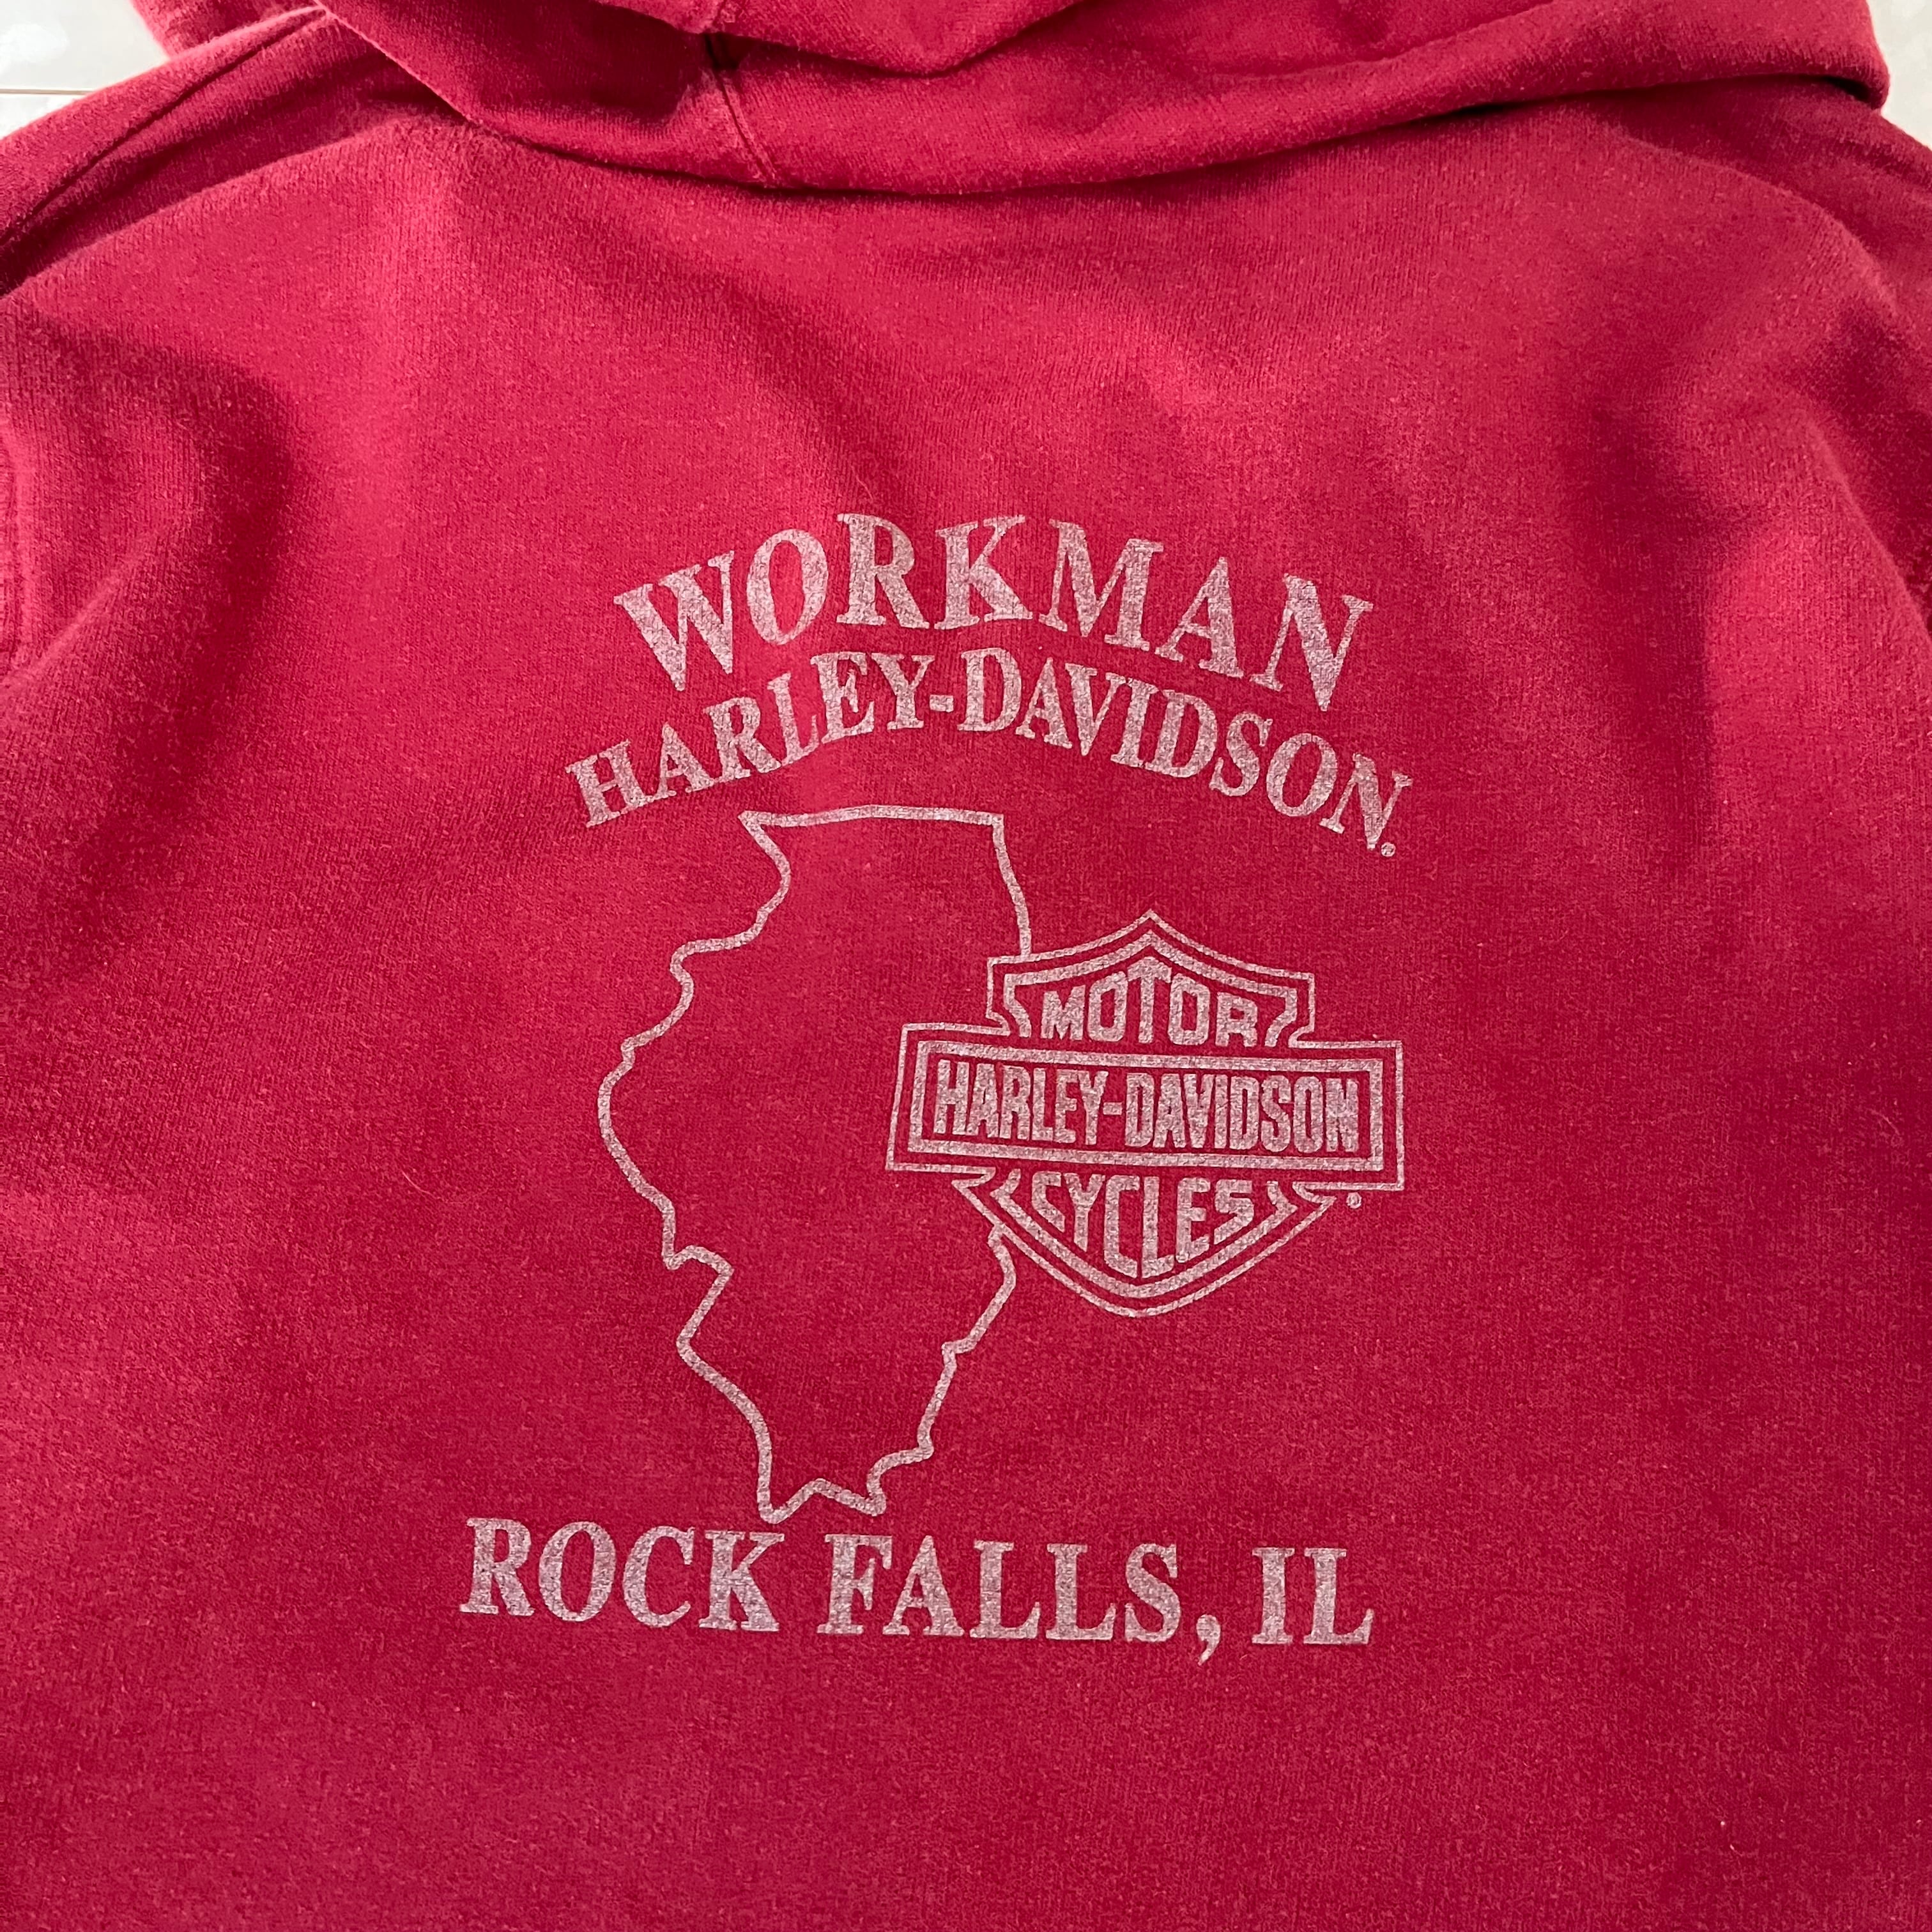 WORKMAN
HARLEY-DAVIDSON®
MOTOR
HARLEY-DAVIDSON
CYCLES®
ROCK FALLS, IL